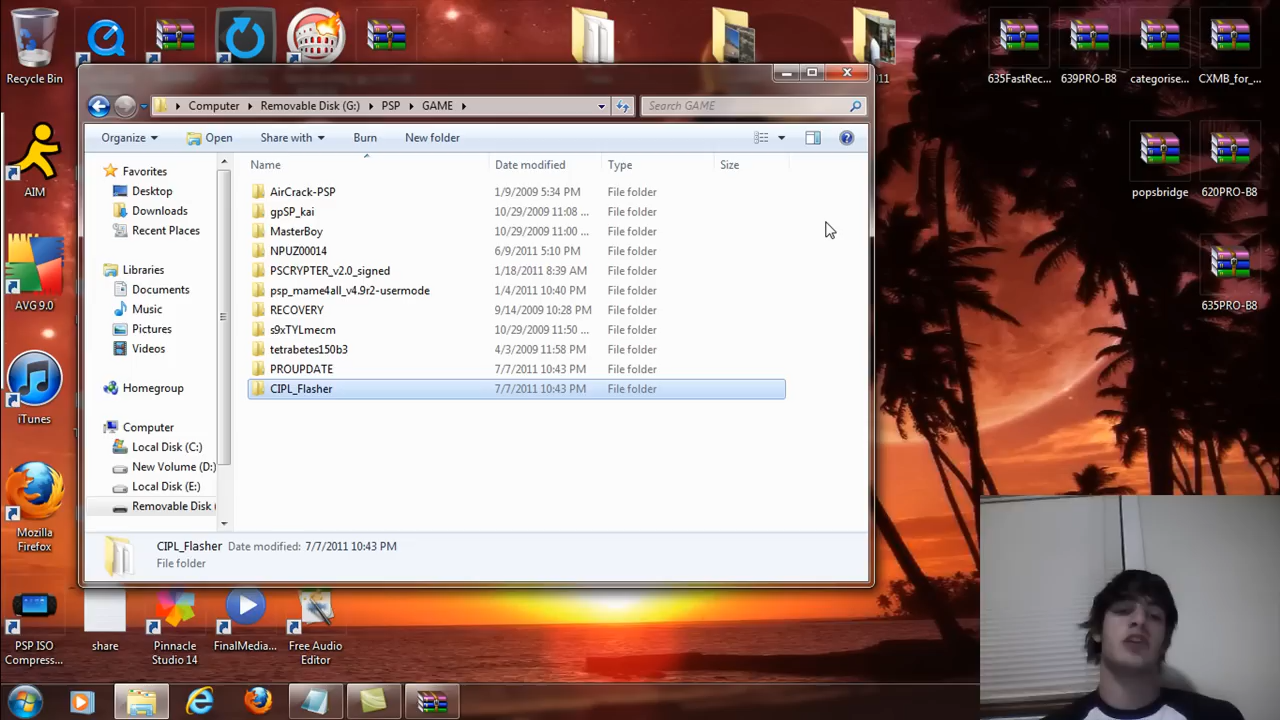 Recycle Bin
011
635FastRec...
639PRO-B8
categorise...
CXMB_for_...
popsbridge
620PRO-B8
635PRO-B8
AIM
AVG 9.0
iTunes
Mozilla
Firefox
Computer
Removable Disk (G:)
PSP
GAME
Search GAME
Organize
Open
Share with
Burn
New folder
Favorites
Desktop
Downloads
Recent Places
Libraries
Documents
Music
Pictures
Videos
Homegroup
Computer
Local Disk (C:)
New Volume (D:)
Local Disk (E:)
Removable Disk (
Name Date modified Type Size
AirCrack-PSP 1/9/2009 5:34 PM File folder
gpSP_kai 10/29/2009 11:08 ... File folder
MasterBoy 10/29/2009 11:00 ... File folder
NPUZ00014 6/9/2011 5:10 PM File folder
PSCRYPTER_v2.0_signed 1/18/2011 8:39 AM File folder
psp_mame4all_v4.9r2-usermode 1/4/2011 10:40 PM File folder
RECOVERY 9/14/2009 10:28 PM File folder
s9xTYLmecm 10/29/2009 11:50 ... File folder
tetrabetes150b3 4/3/2009 11:58 PM File folder
PROUPDATE 7/7/2011 10:43 PM File folder
CIPL_Flasher 7/7/2011 10:43 PM File folder
CIPL_Flasher Date modified: 7/7/2011 10:43 PM
File folder
PSP ISO
Compress...
share
Pinnacle
Studio 14
FinalMedia...
Free Audio
Editor